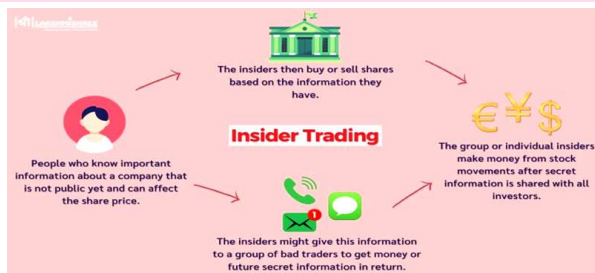 The insiders then buy or sell shares
based on the information they
have.
Insider Trading
People who know important
information about a company that
is not public yet and can affect
the share price.
€ ¥ $
The group or individual insiders
make money from stock
movements after secret
information is shared with all
investors.
1
The insiders might give this information
to a group of bad traders to get money or
future secret information in return.